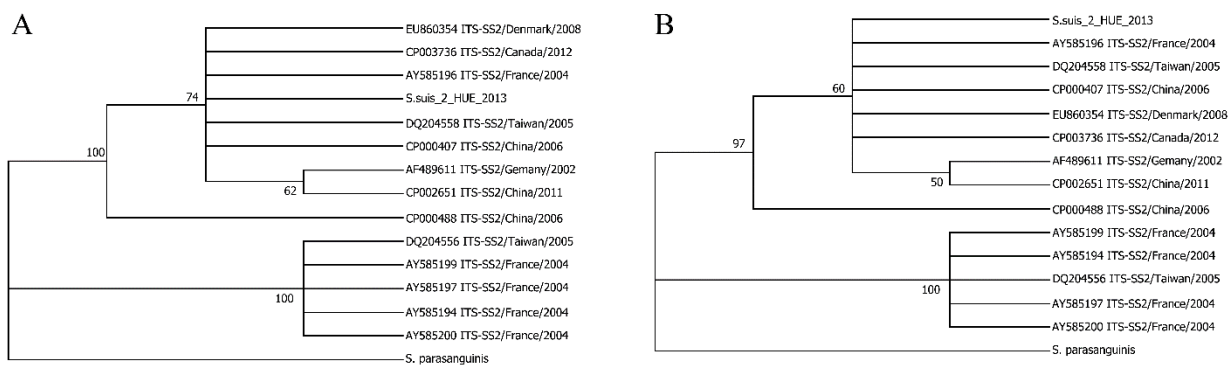 A
EU860354 ITS-SS2/Denmark/2008
CP003736 ITS-SS2/Canada/2012
AY585196 ITS-SS2/France/2004
74
S.suis_2_HUE_2013
DQ204558 ITS-SS2/Taiwan/2005
CP000407 ITS-SS2/China/2006
100
AF489611 ITS-SS2/Gemany/2002
62
CP002651 ITS-SS2/China/2011
CP000488 ITS-SS2/China/2006
DQ204556 ITS-SS2/Taiwan/2005
AY585199 ITS-SS2/France/2004
AY585197 ITS-SS2/France/2004
100
AY585194 ITS-SS2/France/2004
AY585200 ITS-SS2/France/2004
S. parasanguinis
B
S.suis_2_HUE_2013
AY585196 ITS-SS2/France/2004
DQ204558 ITS-SS2/Taiwan/2005
60
CP000407 ITS-SS2/China/2006
EU860354 ITS-SS2/Denmark/2008
CP003736 ITS-SS2/Canada/2012
97
AF489611 ITS-SS2/Gemany/2002
50
CP002651 ITS-SS2/China/2011
CP000488 ITS-SS2/China/2006
AY585199 ITS-SS2/France/2004
AY585194 ITS-SS2/France/2004
100
DQ204556 ITS-SS2/Taiwan/2005
AY585197 ITS-SS2/France/2004
AY585200 ITS-SS2/France/2004
S. parasanguinis